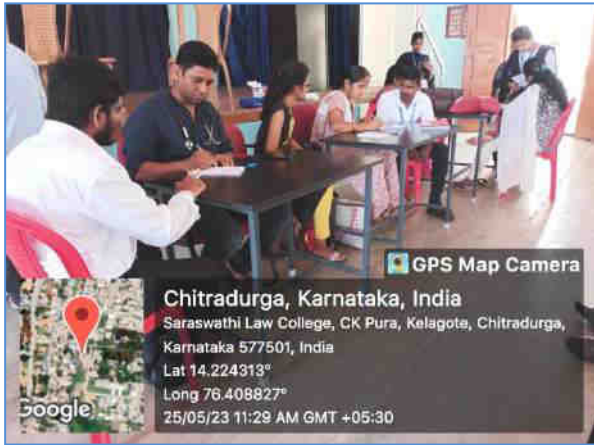 GPS Map Camera
Chitradurga, Karnataka, India
Saraswathi Law College, CK Pura, Kelagote, Chitradurga,
Karnataka 577501, India
Lat 14.224313°
Long 76.408827°
25/05/23 11:29 AM GMT +05:30
Google